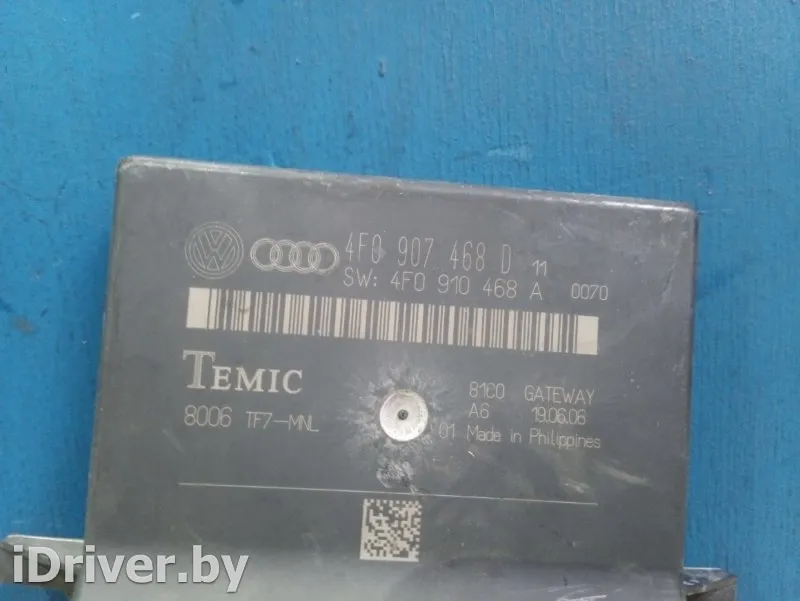 4F0 907 468 D 11
SW: 4F0 910 468 A 0070
TEMIC
81C0 GATEWAY
A6 19.06.06
8006 TF7-MNL
01 Made in Philippines
iDriver.by